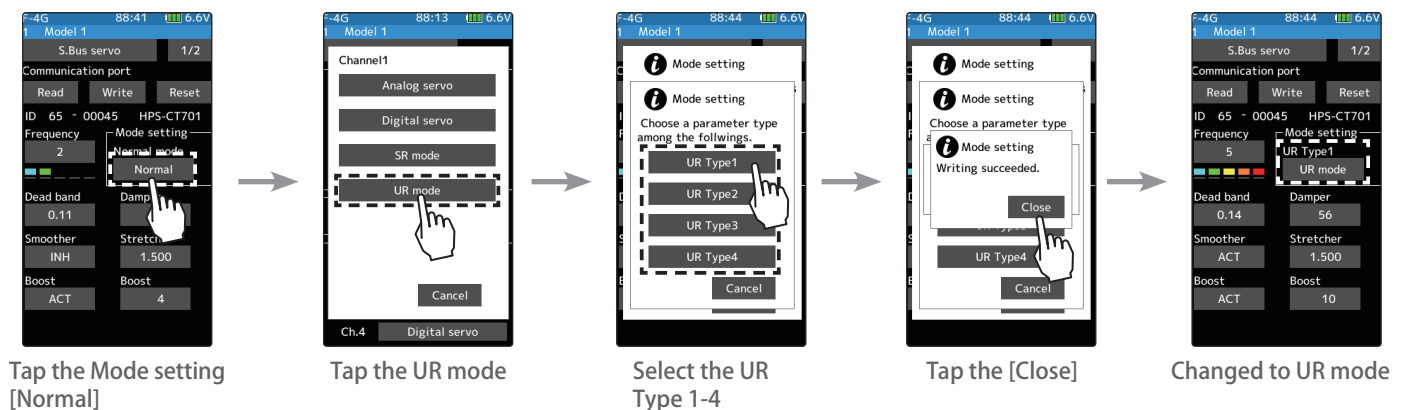 F-4G 88:41 6.6V
1 Model 1
S.Bus servo 1/2
Communication port
Read Write Reset
ID 65 - 00045 HPS-CT701
Frequency Mode setting
2 Normal mode
Normal
Dead band
0.11
Smoother
INH 1.500
Boost Boost
ACT 4
Tap the Mode setting
[Normal]
F-4G 88:13 6.6V
1 Model 1
Channel1
Analog servo
Digital servo
SR mode
UR mode
Cancel
Ch.4 Digital servo
Tap the UR mode
F-4G 88:44 6.6V
1 Model 1
Mode setting
Mode setting
Choose a parameter type
among the follwings.
UR Type1
UR Type2
UR Type3
UR Type4
Cancel
Select the UR
Type 1-4
F-4G 88:44 6.6V
1 Model 1
Mode setting
Mode setting
Choose a parameter type
Mode setting
Writing succeeded.
Close
UR Type4
Cancel
Tap the [Close]
F-4G 88:44 6.6V
1 Model 1
S.Bus servo 1/2
Communication port
Read Write Reset
ID 65 - 00045 HPS-CT701
Frequency Mode setting
5 UR Type1
UR mode
Dead band Damper
0.14 56
Smoother Stretcher
ACT 1.500
Boost Boost
ACT 10
Changed to UR mode